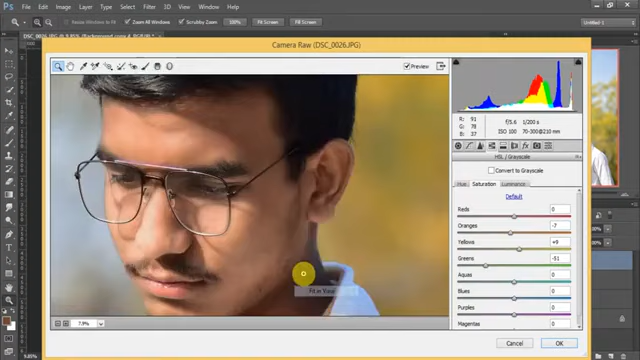 Ps File Edit Image Layer Type Select Filter 3D View Window Help
Resize Windows to Fit Zoom All Windows Scrubby Zoom 100% Fit Screen Fill Screen
Camera Raw (DSC_0026.JPG)
Preview
R: 91
G: 78
B: 37
f/5.6 1/200 s
ISO 100 70-300@210 mm
HSL / Grayscale
Convert to Grayscale
Hue Saturation Luminance
Default
Reds 0
Oranges -7
Yellows +9
Greens -51
Aquas 0
Blues 0
Purples 0
Magentas
Fit in View
7.9%
Cancel OK